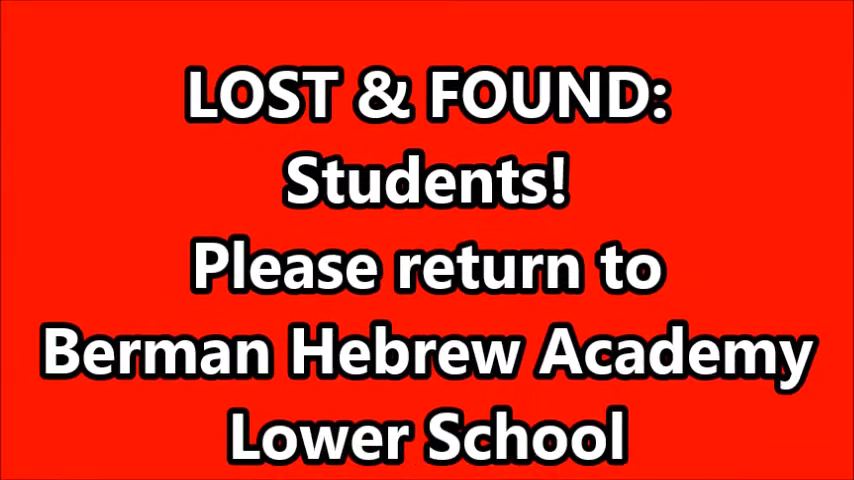 LOST & FOUND:
Students!
Please return to
Berman Hebrew Academy
Lower School